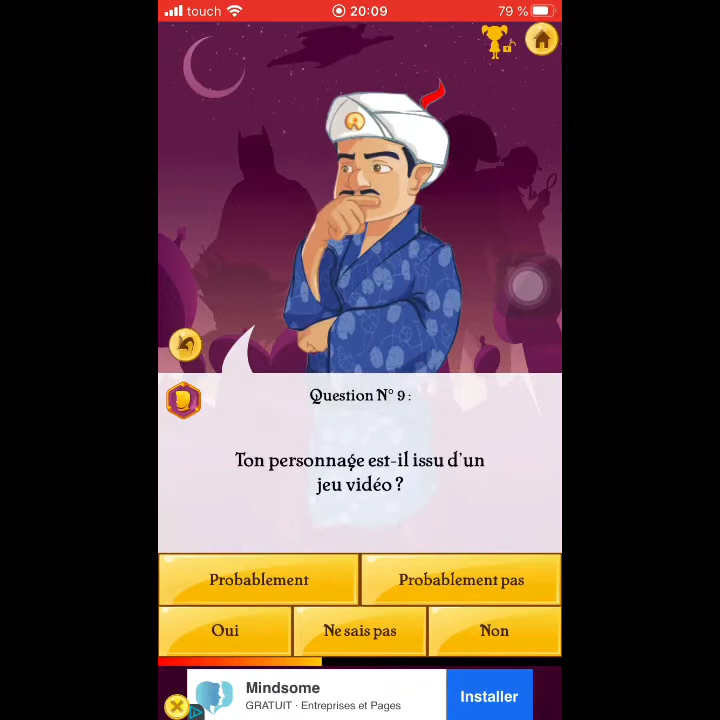 touch 20:09 79 %
Question N° 9 :
Ton personnage est-il issu d'un
jeu vidéo ?
Probablement Probablement pas
Oui Ne sais pas Non
Mindsome
GRATUIT · Entreprises et Pages
Installer